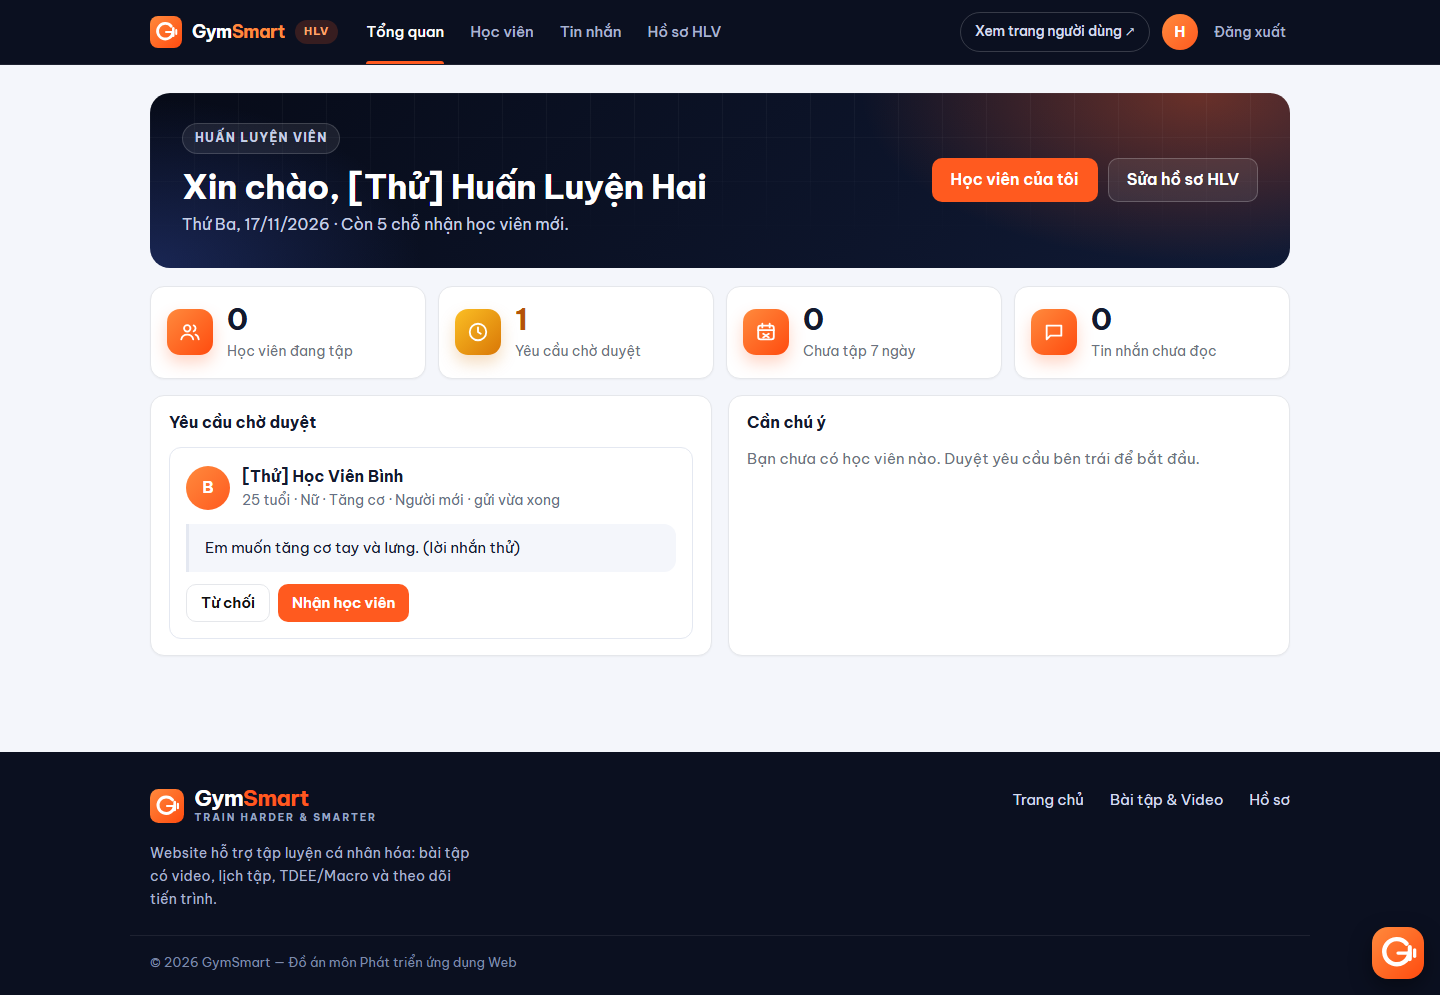 GymSmart HLV Tổng quan Học viên Tin nhắn Hồ sơ HLV Xem trang người dùng ↗ H Đăng xuất
HUẤN LUYỆN VIÊN
Xin chào, [Thử] Huấn Luyện Hai
Thứ Ba, 17/11/2026 · Còn 5 chỗ nhận học viên mới.
Học viên của tôi Sửa hồ sơ HLV
0
Học viên đang tập
1
Yêu cầu chờ duyệt
0
Chưa tập 7 ngày
0
Tin nhắn chưa đọc
Yêu cầu chờ duyệt
B
[Thử] Học Viên Bình
25 tuổi · Nữ · Tăng cơ · Người mới · gửi vừa xong
Em muốn tăng cơ tay và lưng. (lời nhắn thử)
Từ chối Nhận học viên
Cần chú ý
Bạn chưa có học viên nào. Duyệt yêu cầu bên trái để bắt đầu.
GymSmart
TRAIN HARDER & SMARTER
Website hỗ trợ tập luyện cá nhân hóa: bài tập
có video, lịch tập, TDEE/Macro và theo dõi
tiến trình.
Trang chủ Bài tập & Video Hồ sơ
© 2026 GymSmart — Đồ án môn Phát triển ứng dụng Web